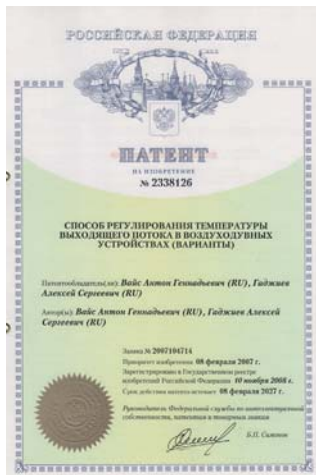 РОССІЙСКАЯ ФЕДЕРАЦІЯ
ПАТЕНТ
НА ИЗОБРЕТЕНИЕ
№ 2338126
СПОСОБ РЕГУЛИРОВАНИЯ ТЕМПЕРАТУРЫ
ВЫХОДЯЩЕГО ПОТОКА В ВОЗДУХОДУВНЫХ
УСТРОЙСТВАХ (ВАРИАНТЫ)
Патентообладатель(ли): Вайс Антон Геннадьевич (RU), Гаджиев
Алексей Сергеевич (RU)
Автор(ы): Вайс Антон Геннадьевич (RU), Гаджиев Алексей
Сергеевич (RU)
Заявка № 2007104714
Приоритет изобретения 08 февраля 2007 г.
Зарегистрировано в Государственном реестре
изобретений Российской Федерации 10 ноября 2008 г.
Срок действия патента истекает 08 февраля 2027 г.
Руководитель Федеральной службы по интеллектуальной
собственности, патентам и товарным знакам
Б.П. Симонов